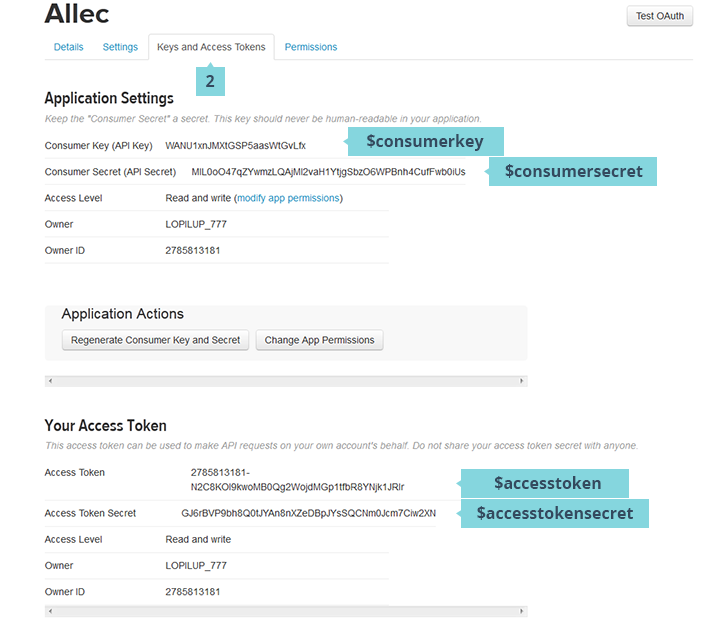 Allec
Test OAuth
Details Settings Keys and Access Tokens Permissions
2
Application Settings
Keep the "Consumer Secret" a secret. This key should never be human-readable in your application.
Consumer Key (API Key) WANU1xnJMXtGSP5aasWtGvLfx $consumerkey
Consumer Secret (API Secret) $consumersecret
Access Level Read and write (modify app permissions)
Owner LOPILUP_777
Owner ID 2785813181
Application Actions
Regenerate Consumer Key and Secret Change App Permissions
Your Access Token
This access token can be used to make API requests on your own account's behalf. Do not share your access token secret with anyone.
Access Token 2785813181-
$accesstoken
Access Token Secret GJ6rBVP9bh8Q0tJYAn8nXZeDBpJYsSQCNm0Jcm7Ciw2XN $accesstokensecret
Access Level Read and write
Owner LOPILUP_777
Owner ID 2785813181